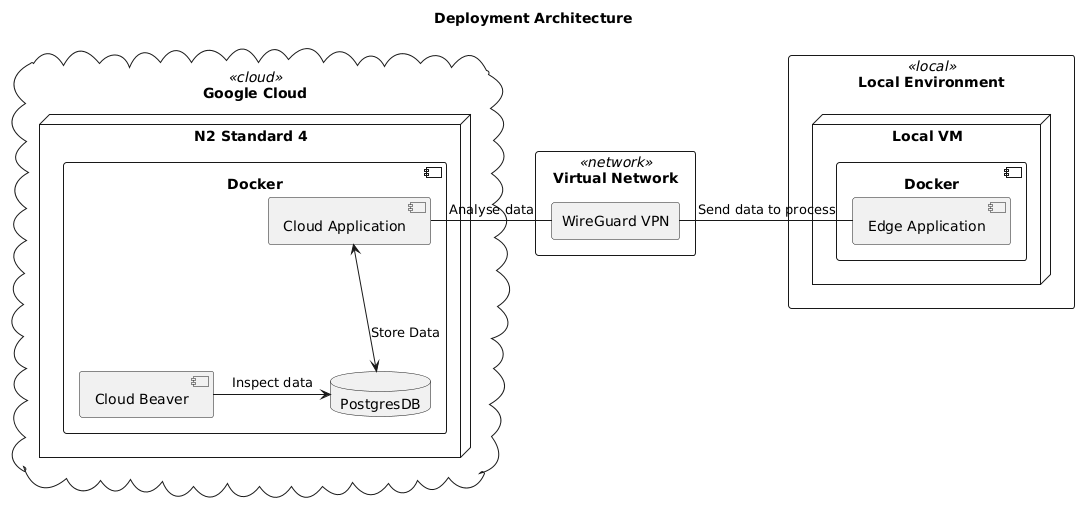 Deployment Architecture
«cloud»
Google Cloud
N2 Standard 4
Docker
Cloud Application
Analyse data
Store Data
Cloud Beaver
Inspect data
PostgresDB
«network»
Virtual Network
WireGuard VPN
Send data to process
«local»
Local Environment
Local VM
Docker
Edge Application